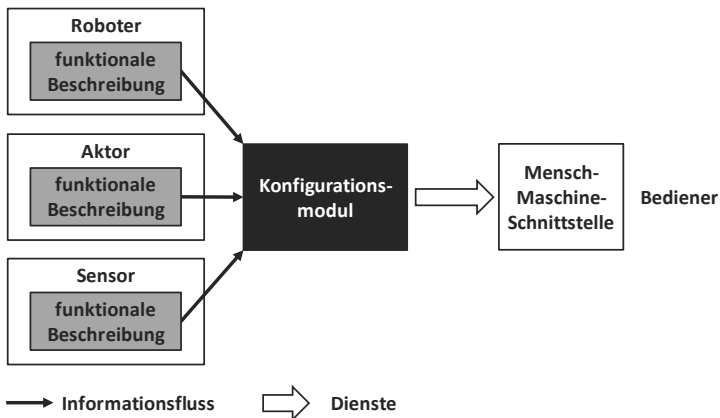 Roboter
funktionale
Beschreibung
Aktor
funktionale
Beschreibung
Sensor
funktionale
Beschreibung
Konfigurations-
modul
Mensch-
Maschine-
Schnittstelle
Bediener
Informationsfluss
Dienste